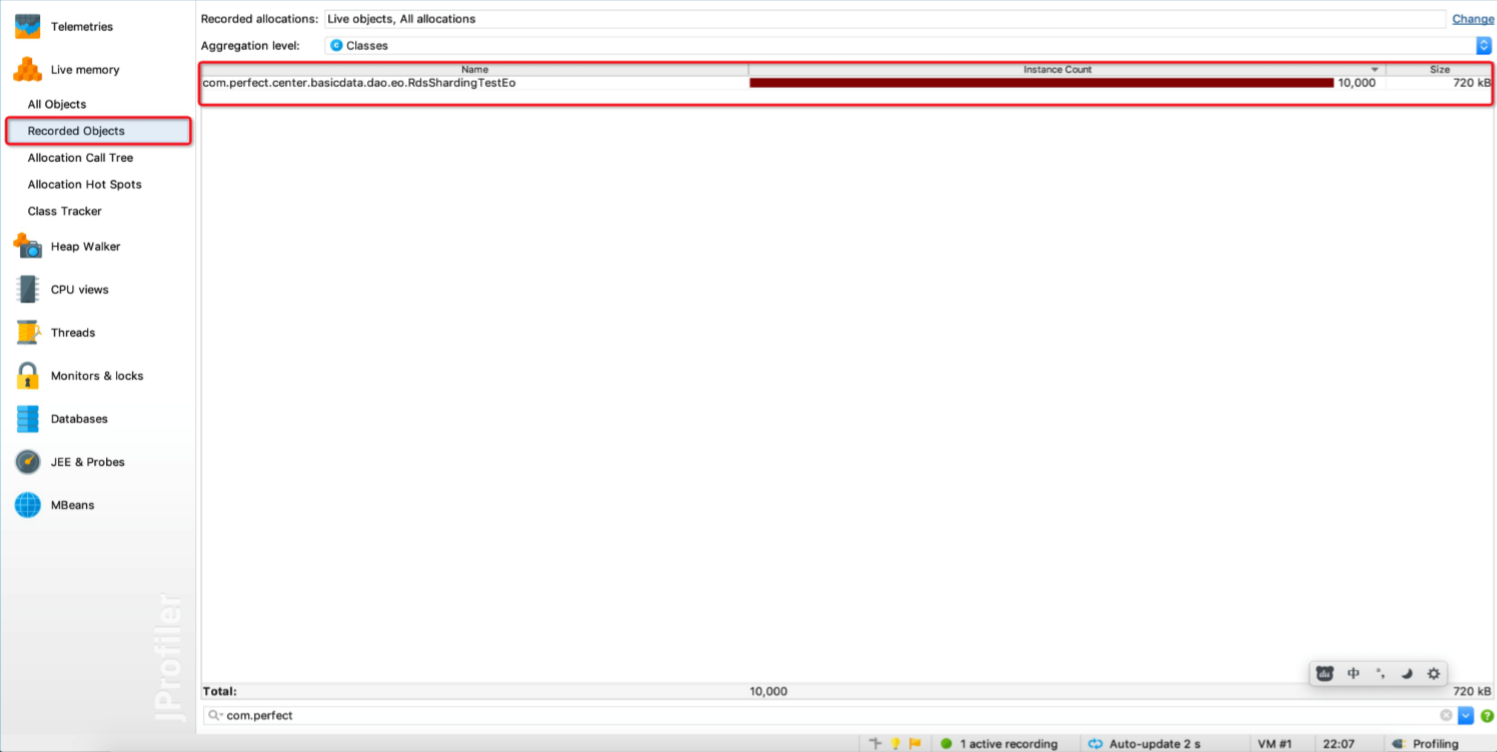 Telemetries
Live memory
All Objects
Recorded Objects
Allocation Call Tree
Allocation Hot Spots
Class Tracker
Heap Walker
CPU views
Threads
Monitors & locks
Databases
JEE & Probes
MBeans
JProfiler
Recorded allocations: Live objects, All allocations Change
Aggregation level: Classes
Name Instance Count Size
com.perfect.center.basicdata.dao.eo.RdsShardingTestEo 10,000 720 kB
中 °,
Total: 10,000 720 kB
com.perfect
1 active recording Auto-update 2 s VM #1 22:07 Profiling